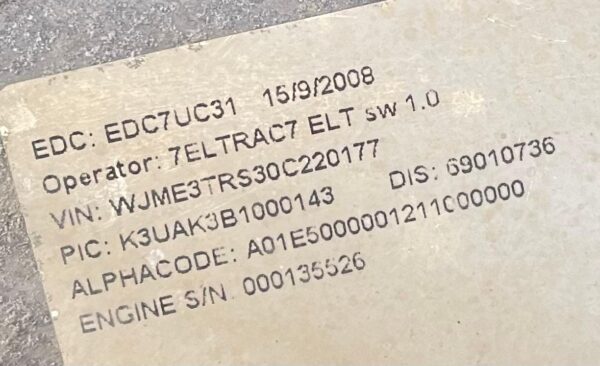 EDC: EDC7UC31 15/9/2008
Operator: 7ELTRAC7 ELT sw 1.0
VIN: WJME3TRS30C220177
PIC: K3UAK3B1000143 DIS: 69010736
ALPHACODE: A01E5000001211C00000
ENGINE S/N 000135526